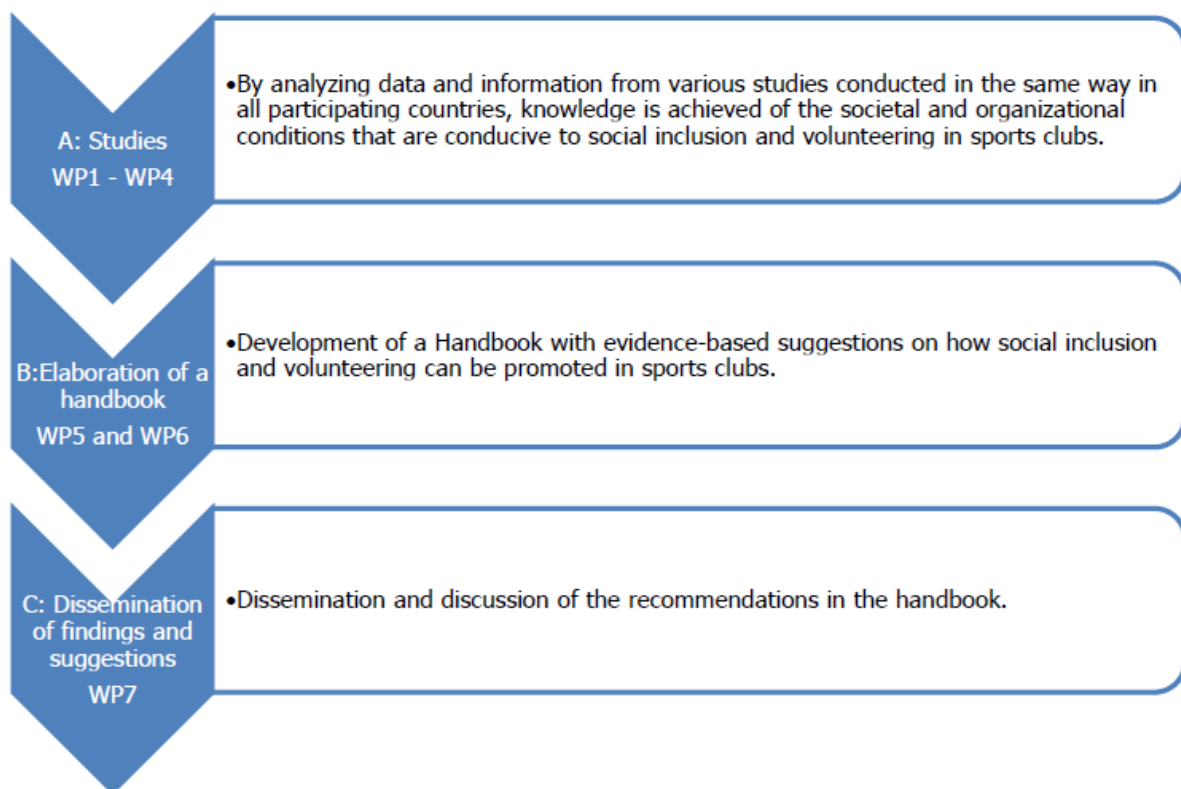 A: Studies
WP1 - WP4
•By analyzing data and information from various studies conducted in the same way in
all participating countries, knowledge is achieved of the societal and organizational
conditions that are conducive to social inclusion and volunteering in sports clubs.
B:Elaboration of a
handbook
WP5 and WP6
•Development of a Handbook with evidence-based suggestions on how social inclusion
and volunteering can be promoted in sports clubs.
C: Dissemination
of findings and
suggestions
WP7
•Dissemination and discussion of the recommendations in the handbook.